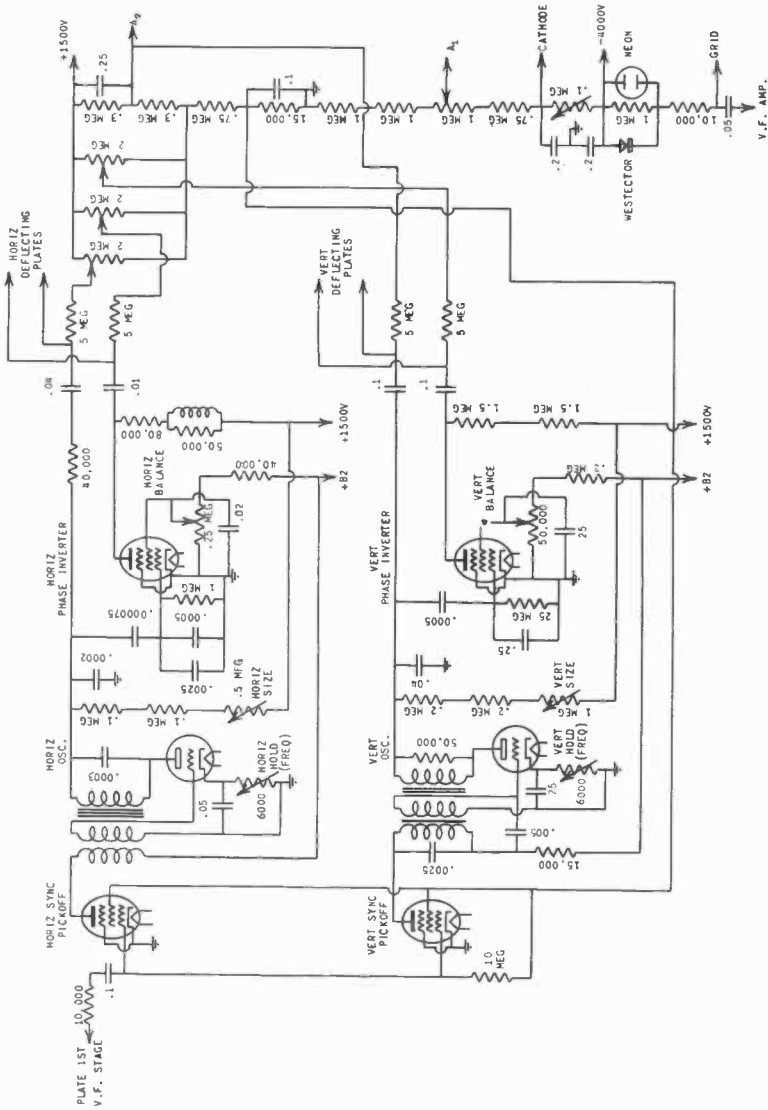 +1500V
A2
.25
.3 MEG
.3 MEG
.75 MEG
.1
15,000
1 MEG
1 MEG
A1
1 MEG
.75 MEG
CATHODE
.1 MEG
-4000V
NEON
.2
.2
1 MEG
WESTECTOR
GRID
10,000
.05
V.F. AMP.
2 MEG
2 MEG
2 MEG
HORIZ
DEFLECTING
PLATES
5 MEG
5 MEG
.04
.01
40,000
80,000
50,000
+1500V
HORIZ
BALANCE
40,000
+B2
.25 MEG
.02
HORIZ
PHASE INVERTER
1 MEG
.000075
.0005
.0025
.0002
.1 MEG
.1 MEG
.5 MEG
HORIZ
SIZE
HORIZ
OSC.
.0003
.05
HORIZ
HOLD
(FREQ)
6000
HORIZ SYNC
PICKOFF
10,000
.1
PLATE 1ST
V.F. STAGE
VERT
DEFLECTING
PLATES
5 MEG
5 MEG
.1
.1
1.5 MEG
1.5 MEG
+1500V
VERT
BALANCE
MEG
+B2
50,000
25
VERT
PHASE INVERTER
.0005
25 MEG
.25
.04
.2 MEG
.2 MEG
1 MEG
VERT
SIZE
VERT
OSC.
50,000
VERT
HOLD
(FREQ)
6000
25
.005
.0025
15,000
VERT SYNC
PICKOFF
10
MEG